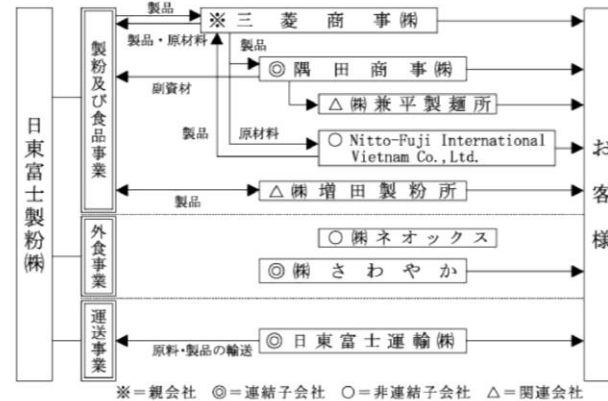 製品
※三菱商事㈱
製品・原材料
製品
製粉及び食品事業
◎隅田商事㈱
副資材
△㈱兼平製麺所
日東富士製粉㈱
製品
原材料
○Nitto-Fuji International
Vietnam Co.,Ltd.
お客様
△㈱増田製粉所
製品
外食事業
○㈱ネオックス
◎㈱さわやか
運送事業
◎日東富士運輸㈱
原料・製品の輸送
※＝親会社 ◎＝連結子会社 ○＝非連結子会社 △＝関連会社